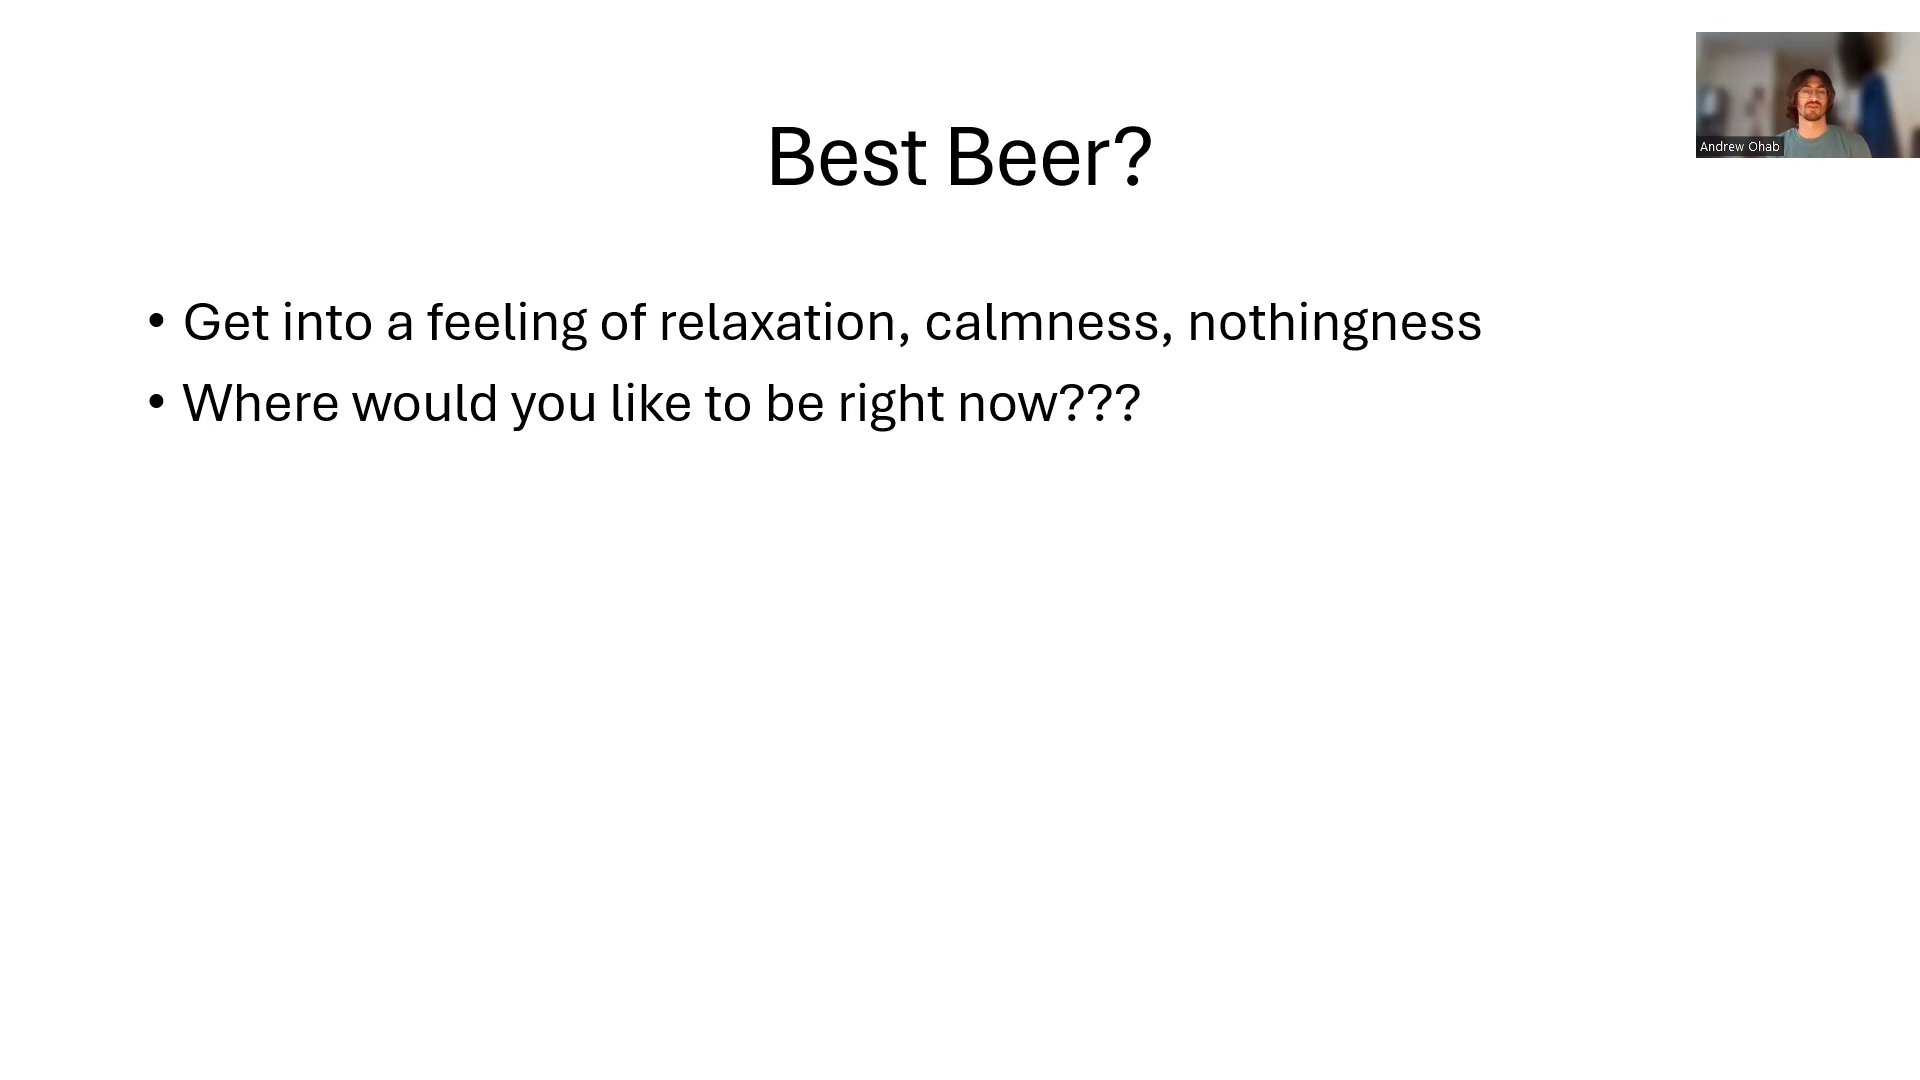 Best Beer?
Andrew Ohab
• Get into a feeling of relaxation, calmness, nothingness
• Where would you like to be right now???